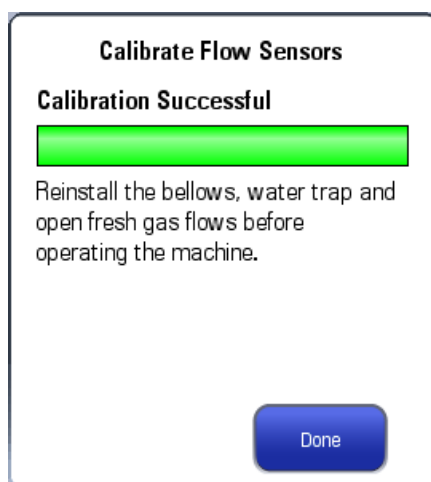 Calibrate Flow Sensors
Calibration Successful
Reinstall the bellows, water trap and
open fresh gas flows before
operating the machine.
Done